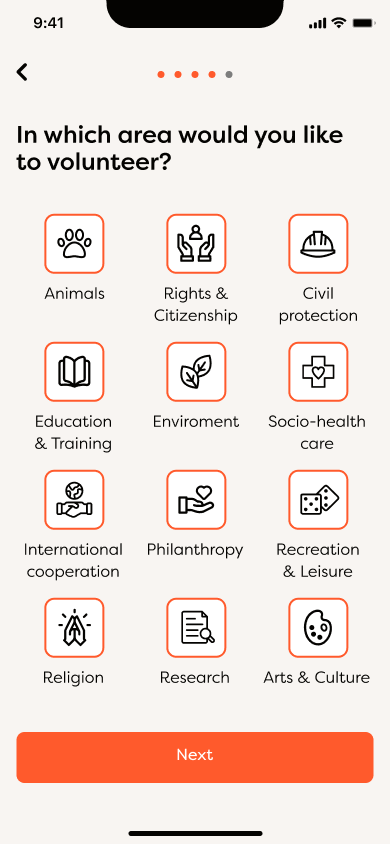 9:41
In which area would you like
to volunteer?
Animals
Rights &
Citizenship
Civil
protection
Education
& Training
Enviroment
Socio-health
care
International
cooperation
Philanthropy
Recreation
& Leisure
Religion
Research
Arts & Culture
Next